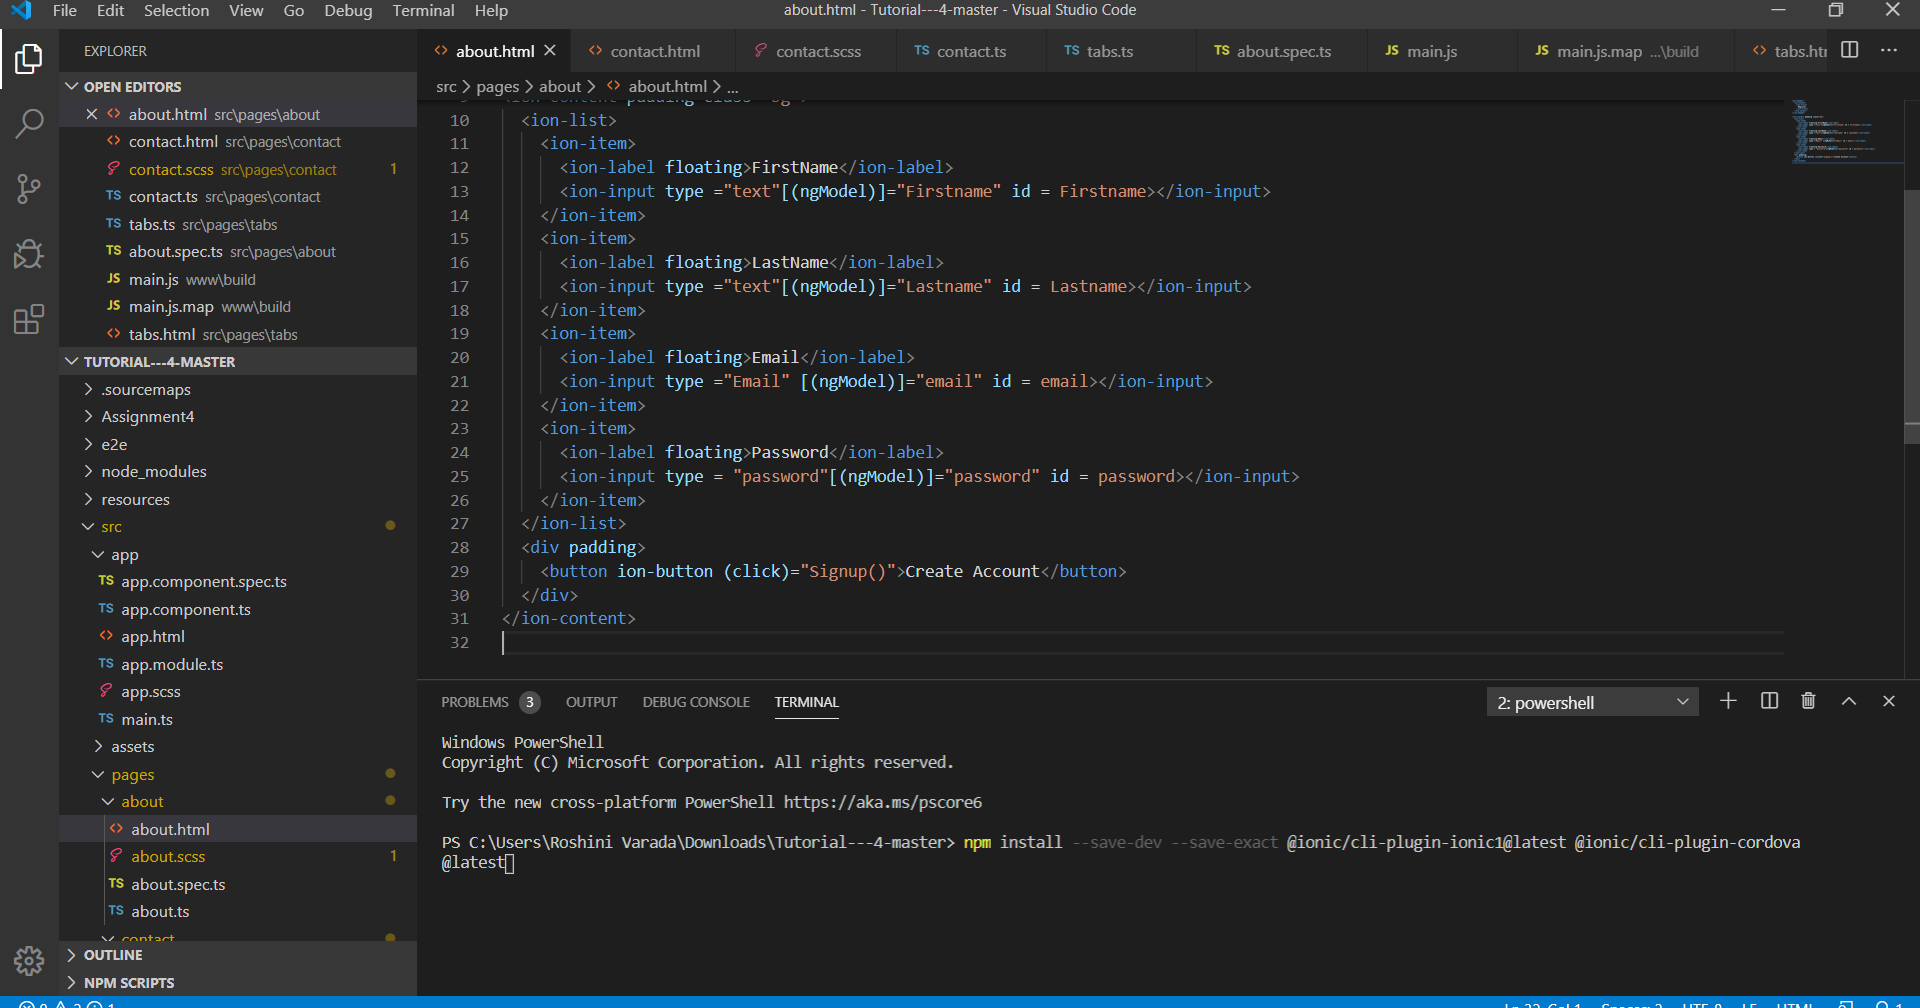 File Edit Selection View Go Debug Terminal Help
about.html - Tutorial---4-master - Visual Studio Code
EXPLORER
OPEN EDITORS
about.html src\pages\about
contact.html src\pages\contact
contact.scss src\pages\contact 1
TS contact.ts src\pages\contact
TS tabs.ts src\pages\tabs
TS about.spec.ts src\pages\about
JS main.js www\build
JS main.js.map www\build
tabs.html src\pages\tabs
TUTORIAL---4-MASTER
.sourcemaps
Assignment4
e2e
node_modules
resources
src
app
TS app.component.spec.ts
TS app.component.ts
app.html
TS app.module.ts
app.scss
TS main.ts
assets
pages
about
about.html
about.scss 1
TS about.spec.ts
TS about.ts
contact
OUTLINE
NPM SCRIPTS
about.html contact.html contact.scss TS contact.ts TS tabs.ts TS about.spec.ts JS main.js JS main.js.map ...\build
src > pages > about > about.html > ...
10 <ion-list>
11 <ion-item>
12 <ion-label floating>FirstName</ion-label>
13 <ion-input type ="text"[(ngModel)]="Firstname" id = Firstname></ion-input>
14 </ion-item>
15 <ion-item>
16 <ion-label floating>LastName</ion-label>
17 <ion-input type ="text"[(ngModel)]="Lastname" id = Lastname></ion-input>
18 </ion-item>
19 <ion-item>
20 <ion-label floating>Email</ion-label>
21 <ion-input type ="Email" [(ngModel)]="email" id = email></ion-input>
22 </ion-item>
23 <ion-item>
24 <ion-label floating>Password</ion-label>
25 <ion-input type = "password"[(ngModel)]="password" id = password></ion-input>
26 </ion-item>
27 </ion-list>
28 <div padding>
29 <button ion-button (click)="Signup()">Create Account</button>
30 </div>
31 </ion-content>
32
PROBLEMS 3 OUTPUT DEBUG CONSOLE TERMINAL 2: powershell
Windows PowerShell
Copyright (C) Microsoft Corporation. All rights reserved.
Try the new cross-platform PowerShell https://aka.ms/pscore6
PS C:\Users\Roshini Varada\Downloads\Tutorial---4-master> npm install --save-dev --save-exact @ionic/cli-plugin-ionic1@latest @ionic/cli-plugin-cordova
@latest